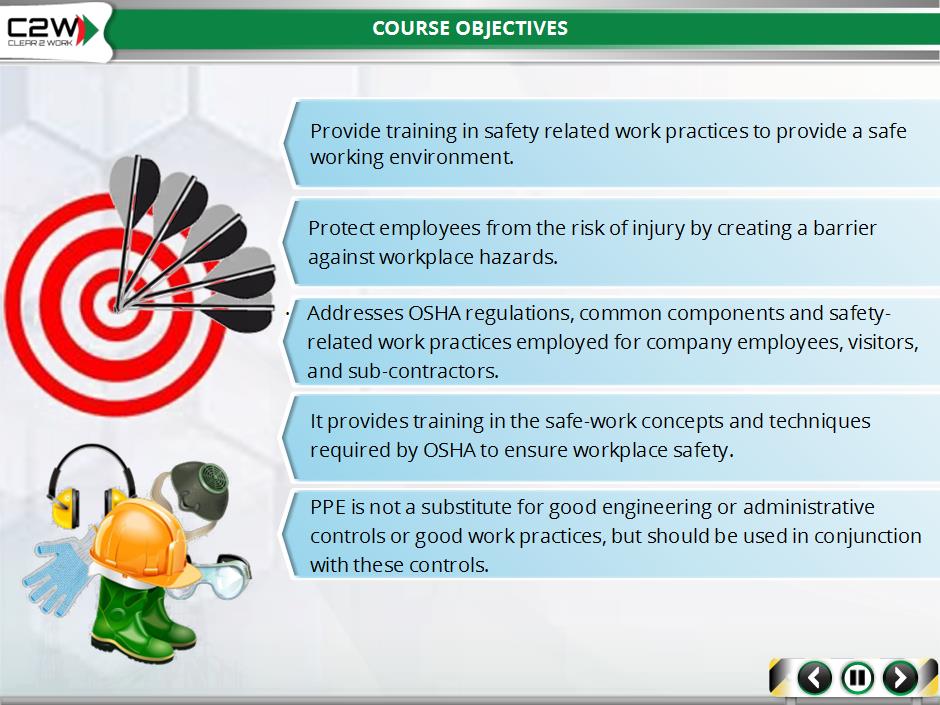 C2W
CLEAR 2 WORK
COURSE OBJECTIVES
Provide training in safety related work practices to provide a safe
working environment.
Protect employees from the risk of injury by creating a barrier
against workplace hazards.
Addresses OSHA regulations, common components and safety-
related work practices employed for company employees, visitors,
and sub-contractors.
It provides training in the safe-work concepts and techniques
required by OSHA to ensure workplace safety.
PPE is not a substitute for good engineering or administrative
controls or good work practices, but should be used in conjunction
with these controls.